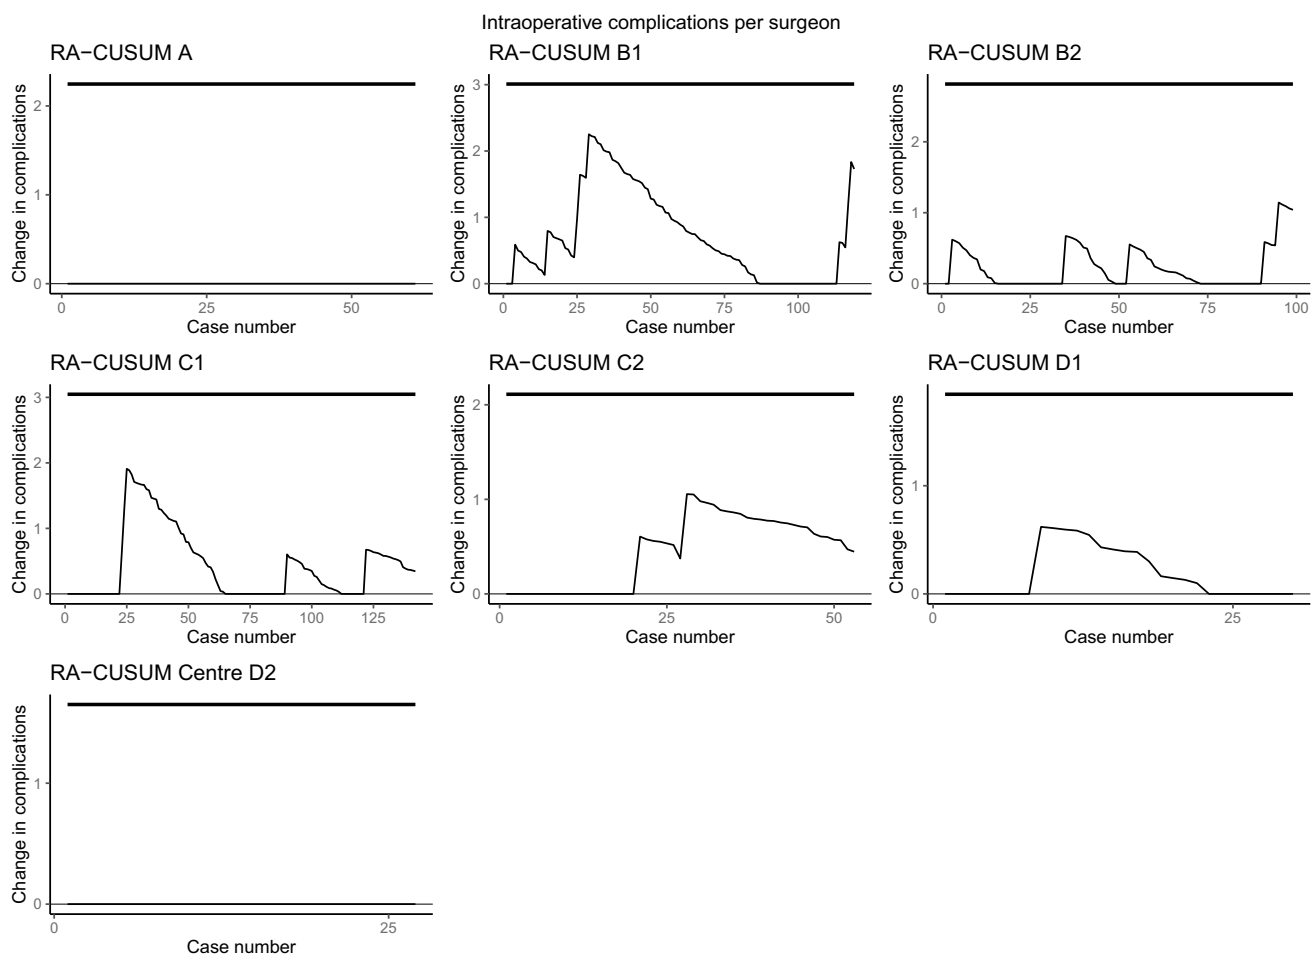 Intraoperative complications per surgeon
RA−CUSUM A
RA−CUSUM B1
RA−CUSUM B2
Change in complications
2
1
0
0
25
50
Case number
Change in complications
3
2
1
0
0
25
50
75
100
Case number
Change in complications
2
1
0
0
25
50
75
100
Case number
RA−CUSUM C1
RA−CUSUM C2
RA−CUSUM D1
Change in complications
3
2
1
0
0
25
50
75
100
125
Case number
Change in complications
2
1
0
0
25
50
Case number
Change in complications
1
0
0
25
Case number
RA−CUSUM Centre D2
Change in complications
1
0
0
25
Case number